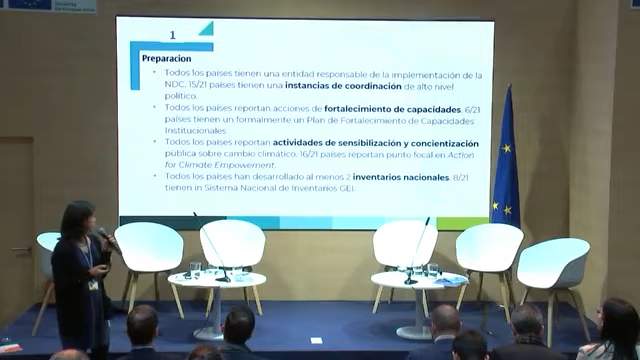 1
Preparacion
• Todos los países tienen una entidad responsable de la implementación de la
NDC. 15/21 países tienen una instancias de coordinación de alto nivel
político.
• Todos los países reportan acciones de fortalecimiento de capacidades. 6/21
países tienen un formalmente un Plan de Fortalecimiento de Capacidades
Institucionales
• Todos los países reportan actividades de sensibilización y concientización
pública sobre cambio climatico. 16/21 países reportan punto focal en Action
for Climate Empowement.
• Todos los países han desarrollado al menos 2 inventarios nacionales. 8/21
tienen in Sistema Nacional de Inventarios GEI.